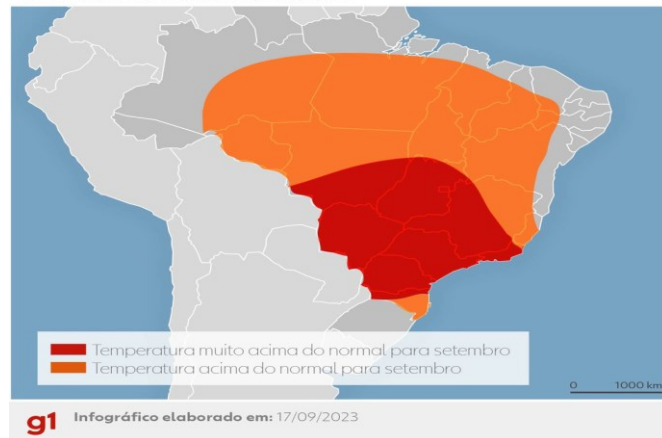 Temperatura muito acima do normal para setembro
Temperatura acima do normal para setembro
0 1000 km
g1 Infográfico elaborado em: 17/09/2023